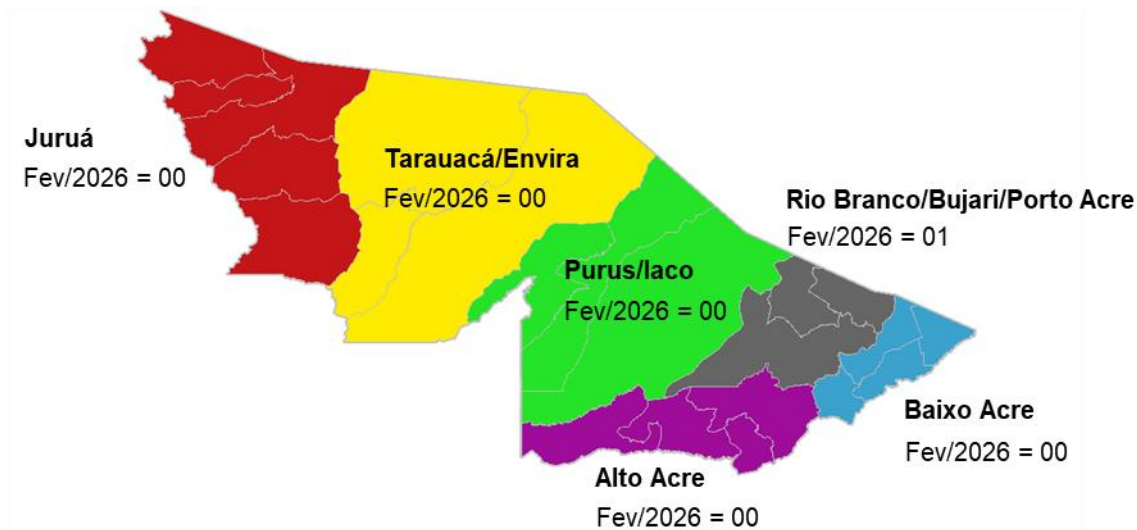 Juruá
Fev/2026 = 00
Tarauacá/Envira
Fev/2026 = 00
Rio Branco/Bujari/Porto Acre
Fev/2026 = 01
Purus/Iaco
Fev/2026 = 00
Baixo Acre
Fev/2026 = 00
Alto Acre
Fev/2026 = 00